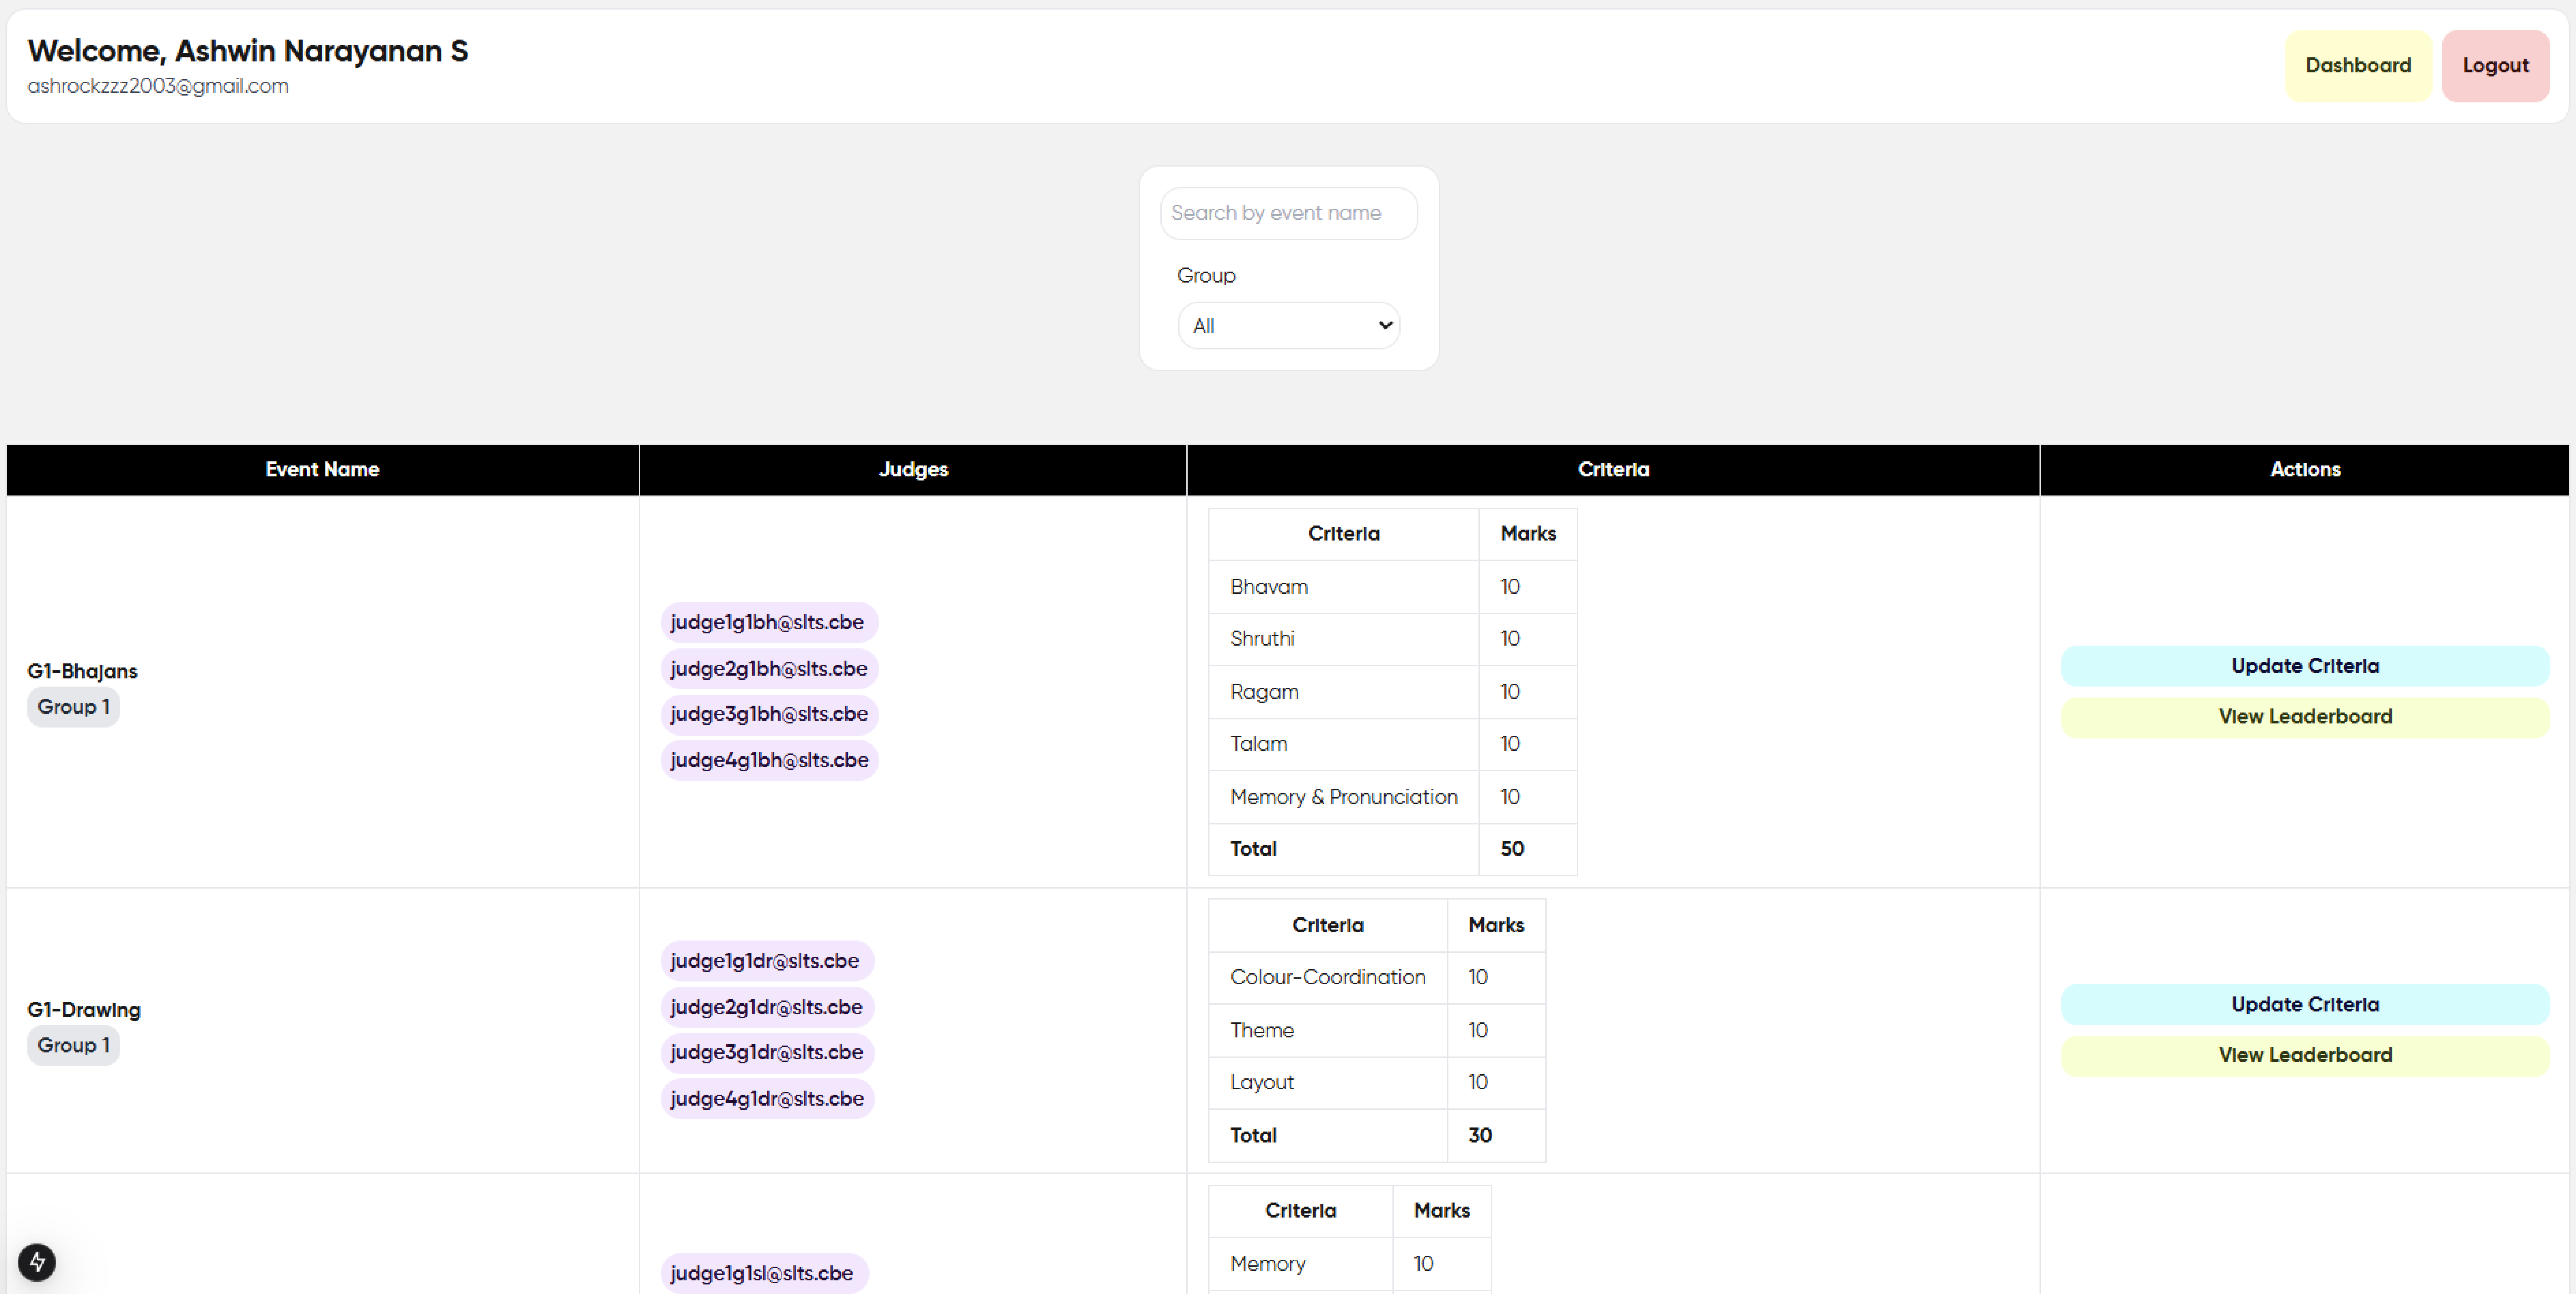 Welcome, Ashwin Narayanan S
ashrockzzz2003@gmail.com
Dashboard
Logout
Search by event name
Group
All
Event Name Judges Criteria Actions
G1-Bhajans
Group 1
judge1g1bh@slts.cbe
judge2g1bh@slts.cbe
judge3g1bh@slts.cbe
judge4g1bh@slts.cbe
Criteria Marks
Bhavam 10
Shruthi 10
Ragam 10
Talam 10
Memory & Pronunciation 10
Total 50
Update Criteria
View Leaderboard
G1-Drawing
Group 1
judge1g1dr@slts.cbe
judge2g1dr@slts.cbe
judge3g1dr@slts.cbe
judge4g1dr@slts.cbe
Criteria Marks
Colour-Coordination 10
Theme 10
Layout 10
Total 30
Update Criteria
View Leaderboard
judge1g1sl@slts.cbe
Criteria Marks
Memory 10